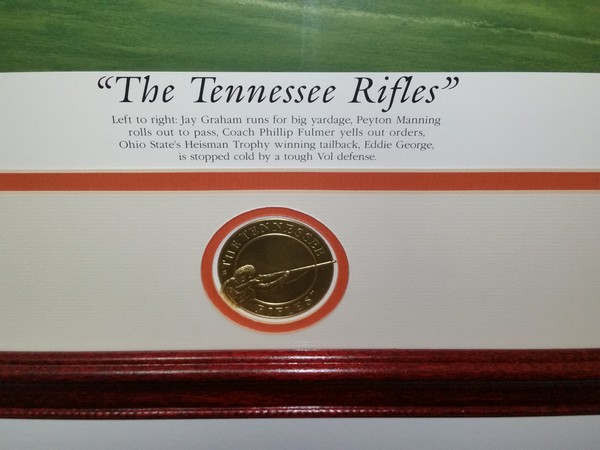 “The Tennessee Rifles”
Left to right: Jay Graham runs for big yardage, Peyton Manning
rolls out to pass, Coach Phillip Fulmer yells out orders,
Ohio State's Heisman Trophy winning tailback, Eddie George,
is stopped cold by a tough Vol defense.
"THE TENNESSEE
RIFLES"